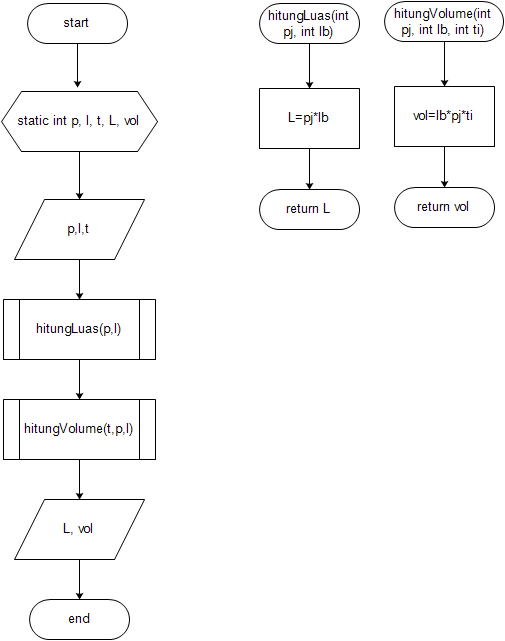 start
static int p, l, t, L, vol
p,l,t
hitungLuas(p,l)
hitungVolume(t,p,l)
L, vol
end
hitungLuas(int
pj, int lb)
L=pj*lb
return L
hitungVolume(int
pj, int lb, int ti)
vol=lb*pj*ti
return vol